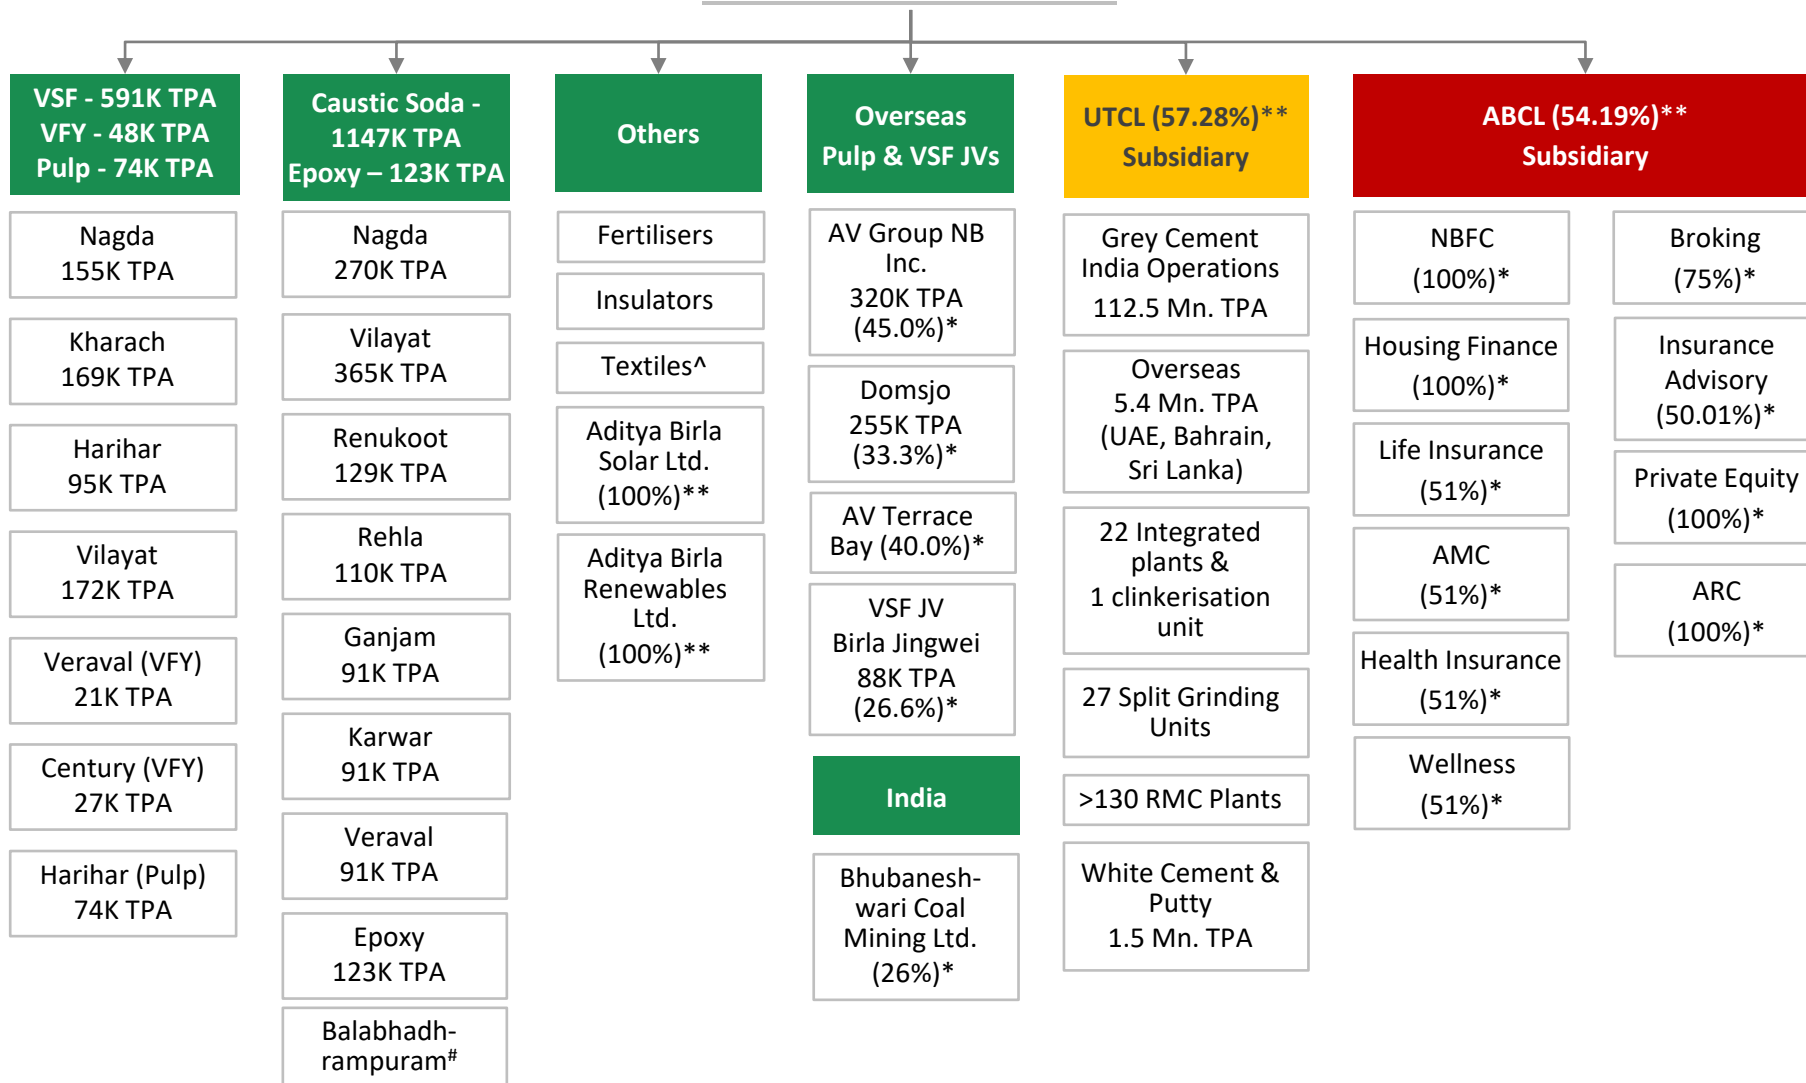 VSF - 591K TPA
VFY - 48K TPA
Pulp - 74K TPA
Nagda
155K TPA
Kharach
169K TPA
Harihar
95K TPA
Vilayat
172K TPA
Veraval (VFY)
21K TPA
Century (VFY)
27K TPA
Harihar (Pulp)
74K TPA
Caustic Soda -
1147K TPA
Epoxy – 123K TPA
Nagda
270K TPA
Vilayat
365K TPA
Renukoot
129K TPA
Rehla
110K TPA
Ganjam
91K TPA
Karwar
91K TPA
Veraval
91K TPA
Epoxy
123K TPA
Balabhadh-
rampuram#
Others
Fertilisers
Insulators
Textiles^
Aditya Birla
Solar Ltd.
(100%)**
Aditya Birla
Renewables
Ltd.
(100%)**
Overseas
Pulp & VSF JVs
AV Group NB
Inc.
320K TPA
(45.0%)*
Domsjo
255K TPA
(33.3%)*
AV Terrace
Bay (40.0%)*
VSF JV
Birla Jingwei
88K TPA
(26.6%)*
India
Bhubanesh-
wari Coal
Mining Ltd.
(26%)*
UTCL (57.28%)**
Subsidiary
Grey Cement
India Operations
112.5 Mn. TPA
Overseas
5.4 Mn. TPA
(UAE, Bahrain,
Sri Lanka)
22 Integrated
plants &
1 clinkerisation
unit
27 Split Grinding
Units
>130 RMC Plants
White Cement &
Putty
1.5 Mn. TPA
ABCL (54.19%)**
Subsidiary
NBFC
(100%)*
Housing Finance
(100%)*
Life Insurance
(51%)*
AMC
(51%)*
Health Insurance
(51%)*
Wellness
(51%)*
Broking
(75%)*
Insurance
Advisory
(50.01%)*
Private Equity
(100%)*
ARC
(100%)*